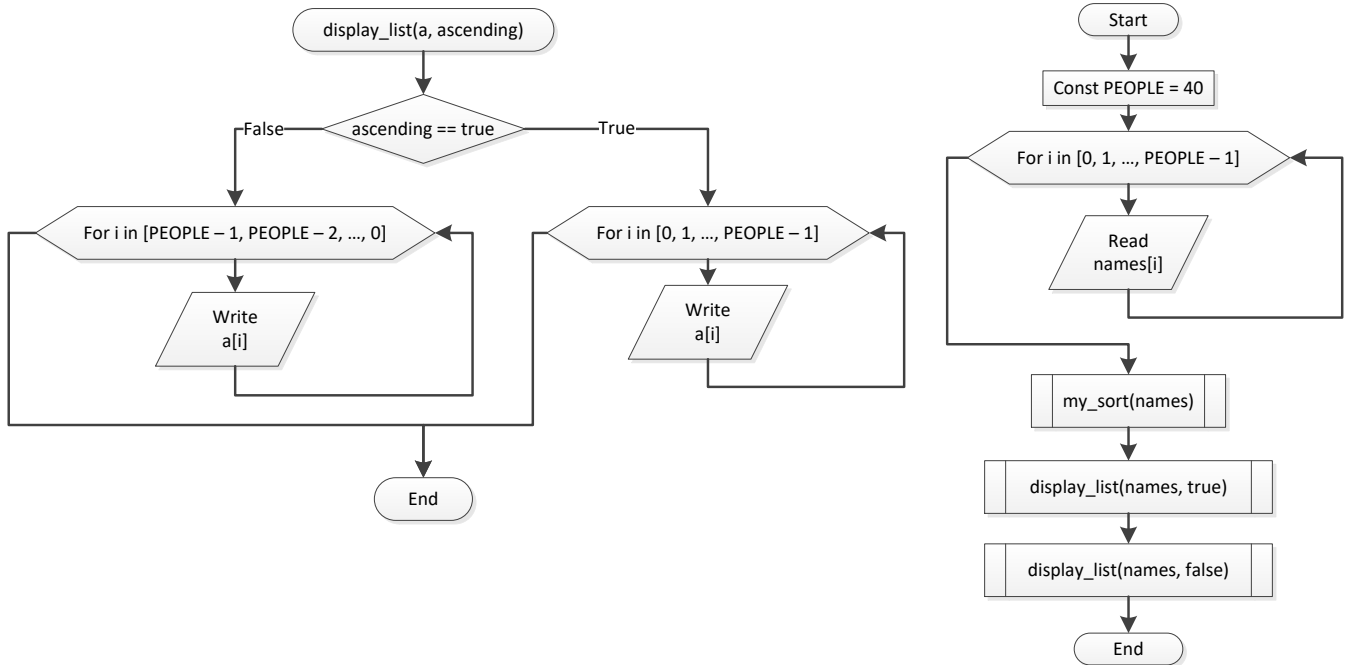 display_list(a, ascending)
ascending == true
False
True
For i in [PEOPLE – 1, PEOPLE – 2, …, 0]
Write
a[i]
For i in [0, 1, …, PEOPLE – 1]
Write
a[i]
End
Start
Const PEOPLE = 40
For i in [0, 1, …, PEOPLE – 1]
Read
names[i]
my_sort(names)
display_list(names, true)
display_list(names, false)
End